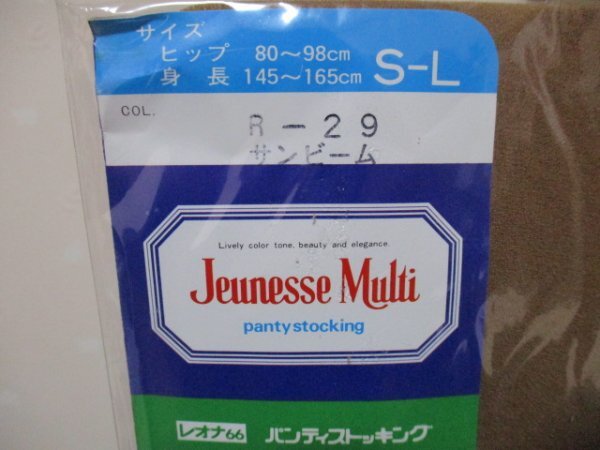 サイズ
ヒップ 80〜98cm
身長 145〜165cm S-L
COL.
R-29
サンビーム
Lively color tone, beauty and elegance.
Jeunesse Multi
pantystocking
レオナ66 パンティストッキング